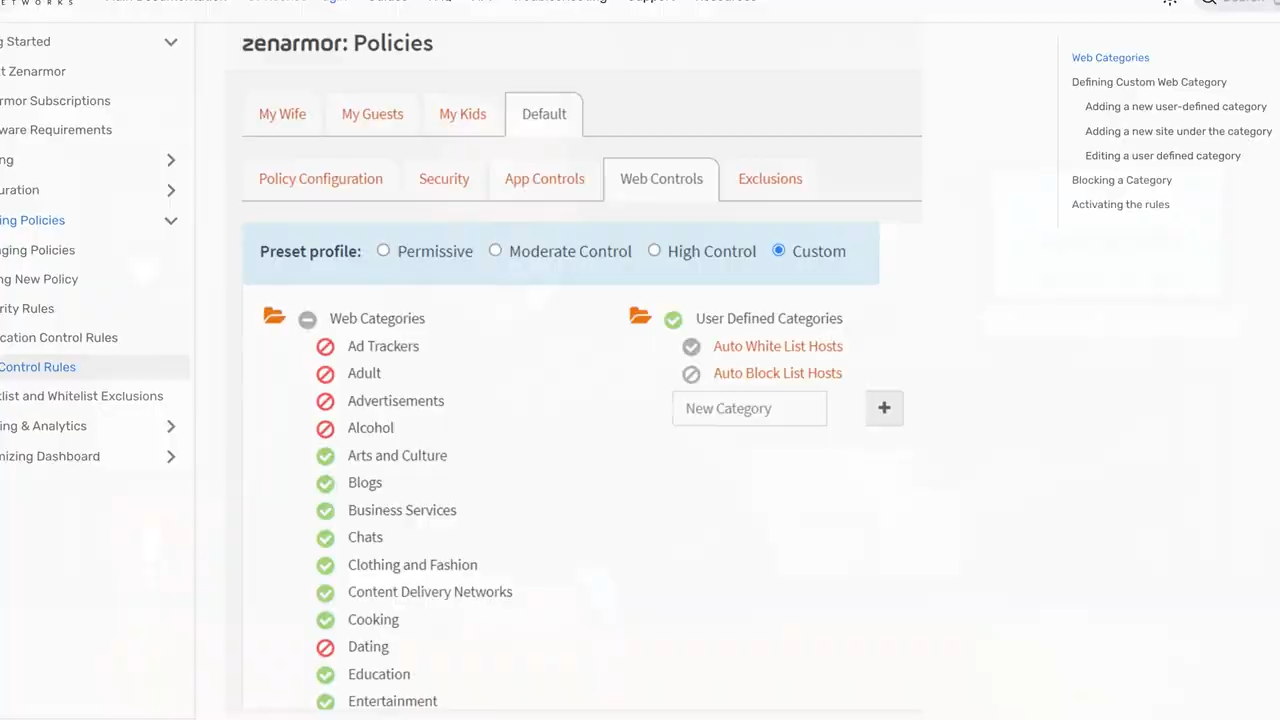 NETWORKS
g Started
t Zenarmor
rmor Subscriptions
ware Requirements
ng
uration
ing Policies
aging Policies
ng New Policy
rity Rules
cation Control Rules
Control Rules
list and Whitelist Exclusions
ing & Analytics
mizing Dashboard
zenarmor: Policies
My Wife
My Guests
My Kids
Default
Policy Configuration
Security
App Controls
Web Controls
Exclusions
Preset profile: Permissive Moderate Control High Control Custom
Web Categories
Ad Trackers
Adult
Advertisements
Alcohol
Arts and Culture
Blogs
Business Services
Chats
Clothing and Fashion
Content Delivery Networks
Cooking
Dating
Education
Entertainment
User Defined Categories
Auto White List Hosts
Auto Block List Hosts
New Category
+
Web Categories
Defining Custom Web Category
Adding a new user-defined category
Adding a new site under the category
Editing a user defined category
Blocking a Category
Activating the rules